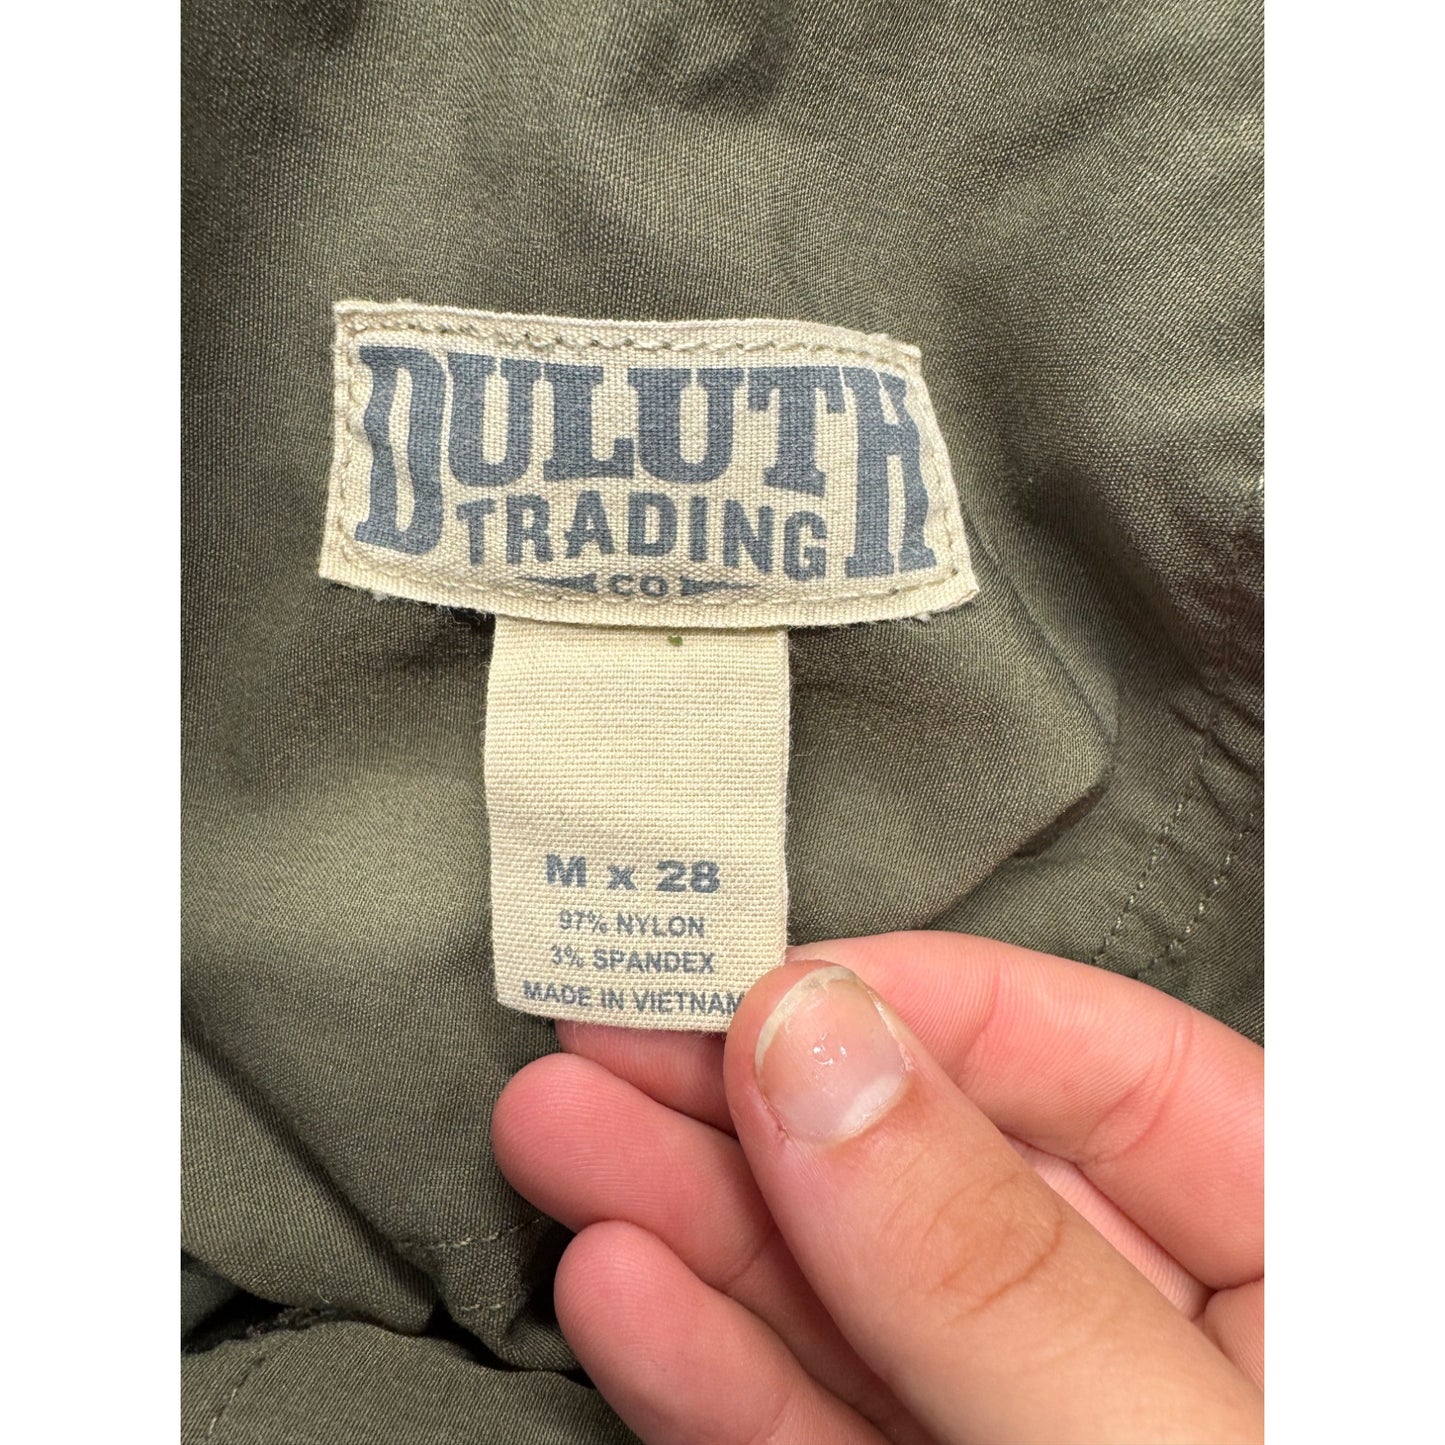 DULUTH
TRADING
CO
M x 28
97% NYLON
3% SPANDEX
MADE IN VIETNAM